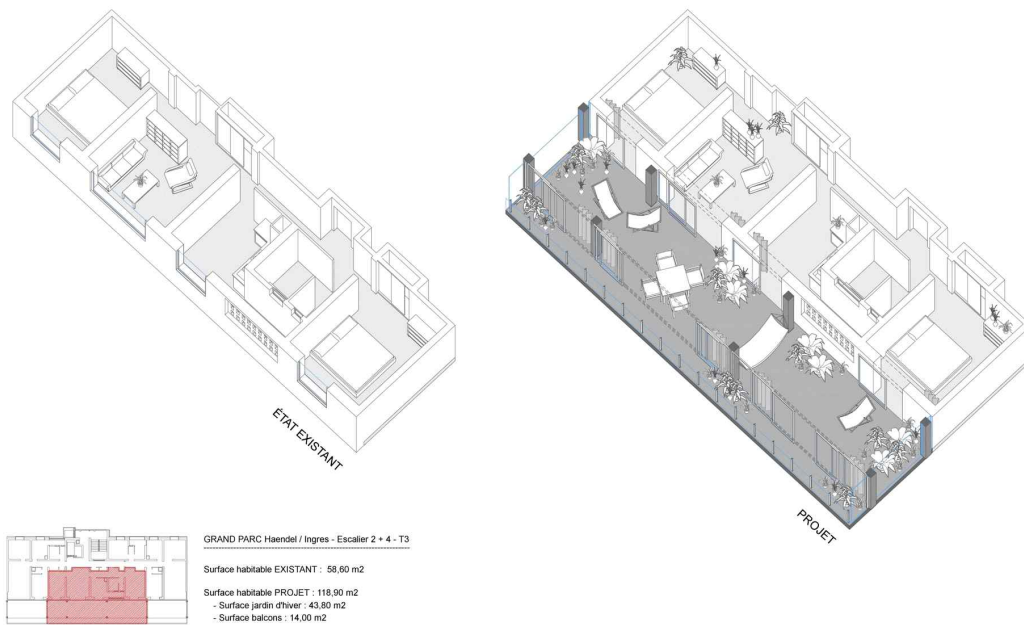 ÉTAT EXISTANT
PROJET
GRAND PARC Haendel / Ingres - Escalier 2 + 4 - T3
Surface habitable EXISTANT : 58,60 m2
Surface habitable PROJET : 118,90 m2
- Surface jardin d'hiver : 43,80 m2
- Surface balcons : 14,00 m2